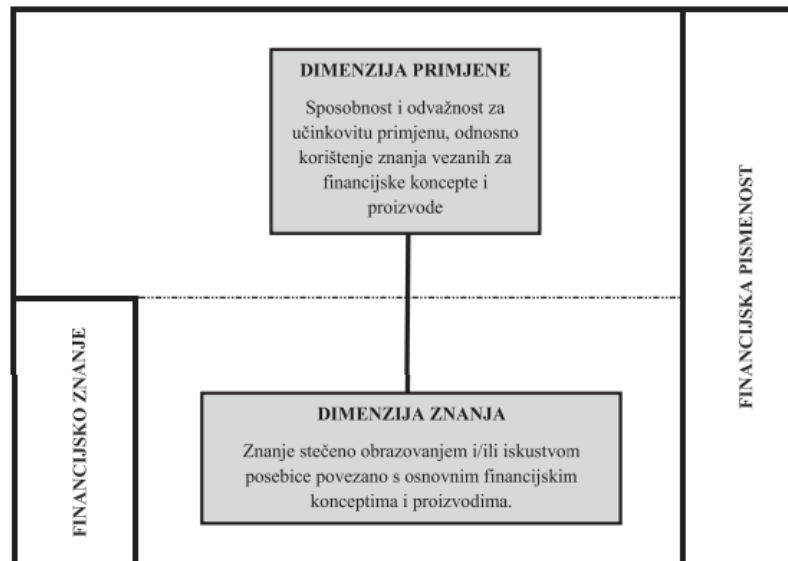 DIMENZIJA PRIMJENE
Sposobnost i odvažnost za
učinkovitu primjenu, odnosno
korištenje znanja vezanih za
financijske koncepte i
proizvode
FINANCIJSKA PISMENOST
FINANCIJSKO ZNANJE
DIMENZIJA ZNANJA
Znanje stečeno obrazovanjem i/ili iskustvom
posebice povezano s osnovnim financijskim
konceptima i proizvodima.